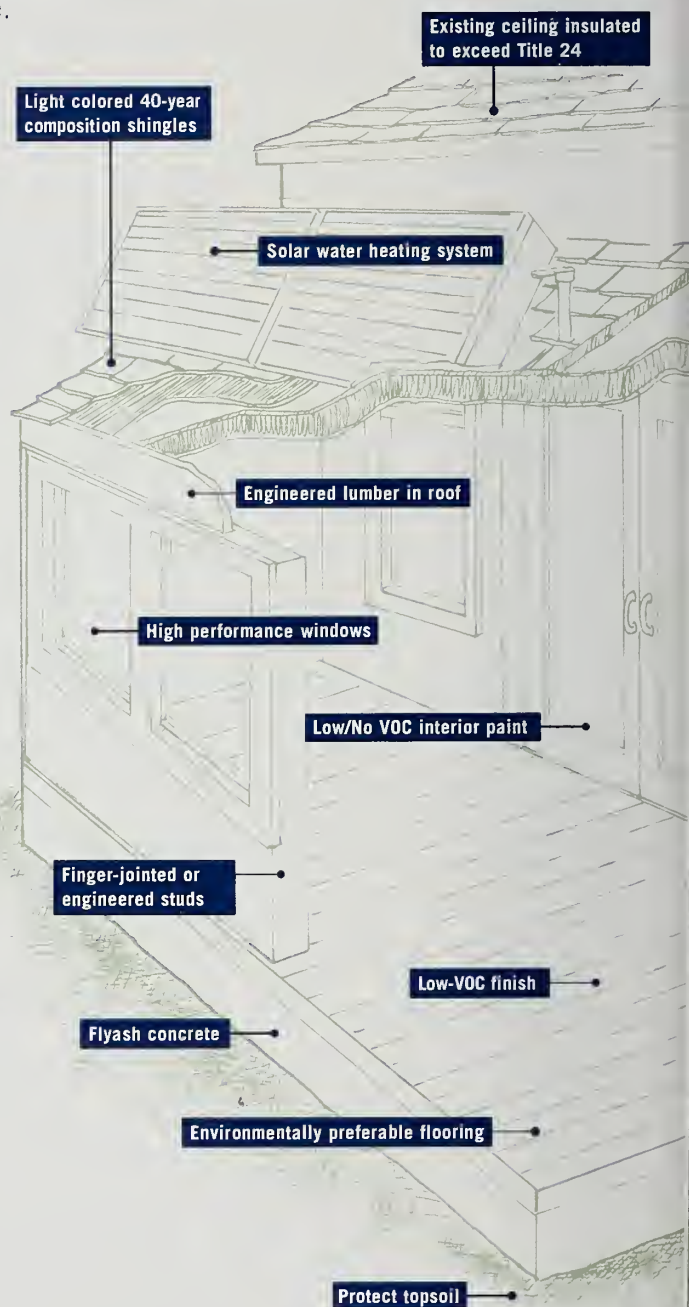 Existing ceiling insulated
to exceed Title 24
Light colored 40-year
composition shingles
Solar water heating system
Engineered lumber in roof
High performance windows
Low/No VOC interior paint
Finger-jointed or
engineered studs
Low-VOC finish
Flyash concrete
Environmentally preferable flooring
Protect topsoil